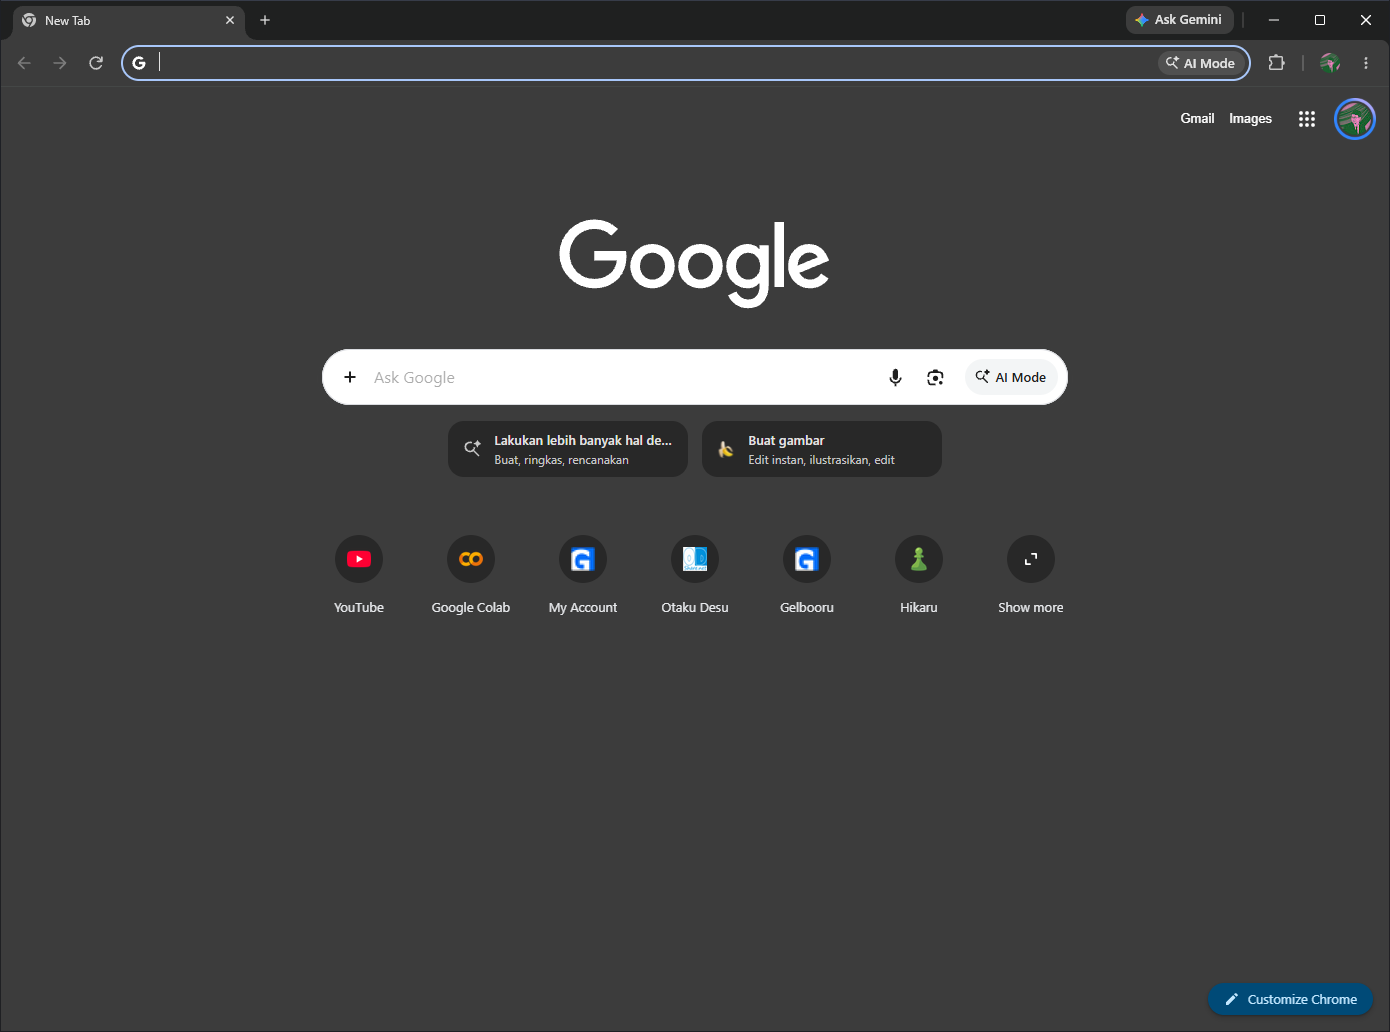 New Tab
Ask Gemini
AI Mode
Gmail
Images
Google
Ask Google
AI Mode
Lakukan lebih banyak hal de...
Buat, ringkas, rencanakan
Buat gambar
Edit instan, ilustrasikan, edit
YouTube
Google Colab
My Account
Otaku Desu
Gelbooru
Hikaru
Show more
Customize Chrome